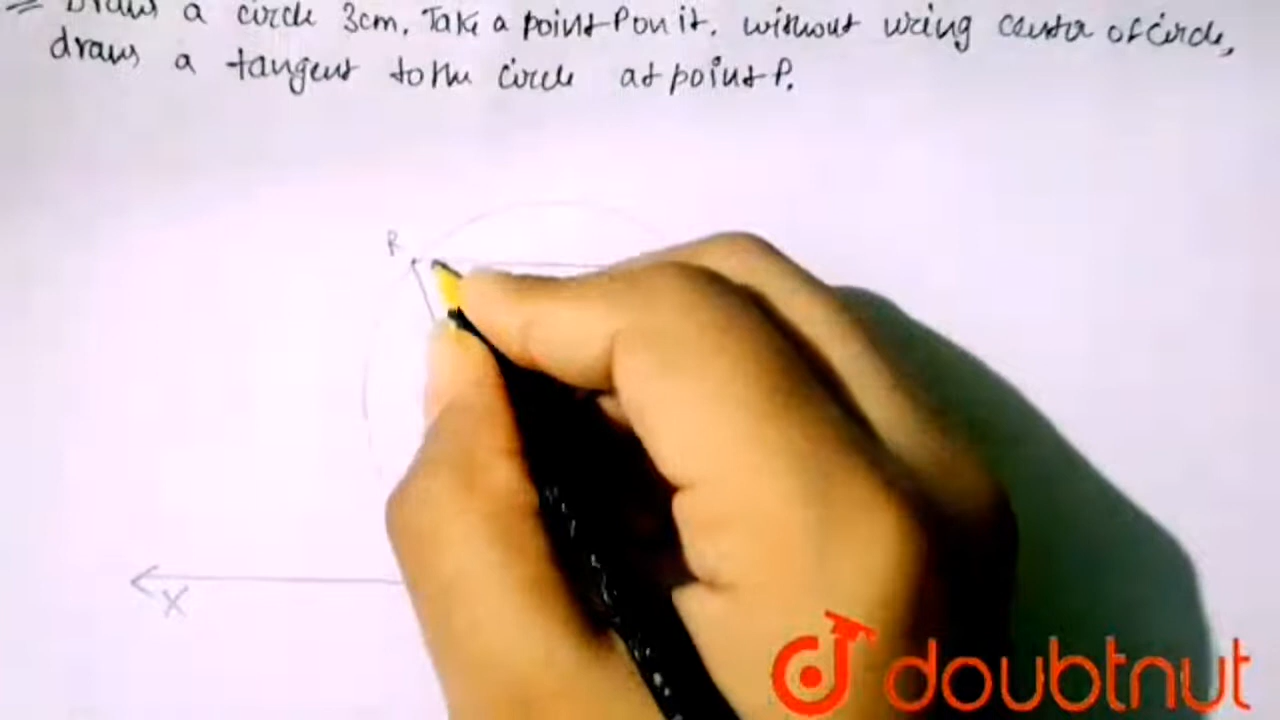 Draw a circle 3cm. Take a point P on it. without using center of circle,
draw a tangent to the circle at point P.
R
X
doubtnut